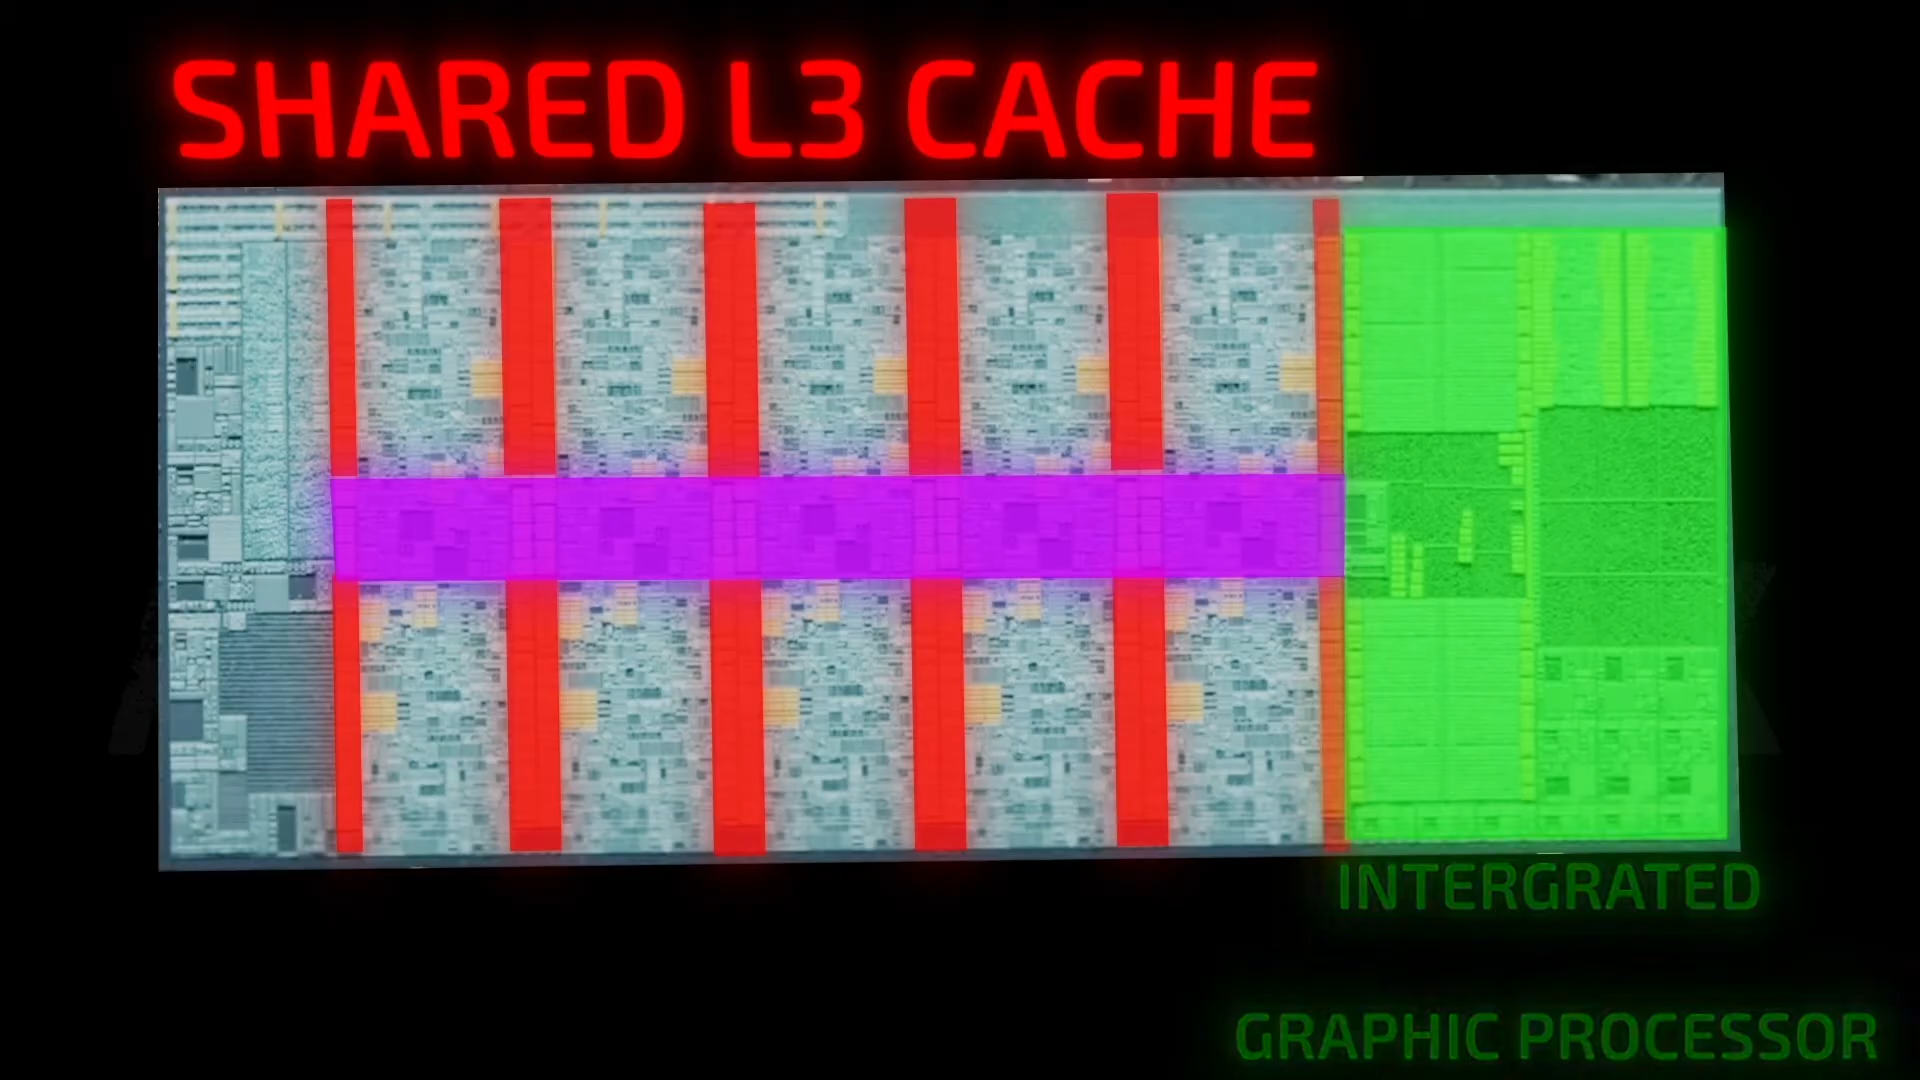 SHARED L3 CACHE
INTERGRATED
GRAPHIC PROCESSOR